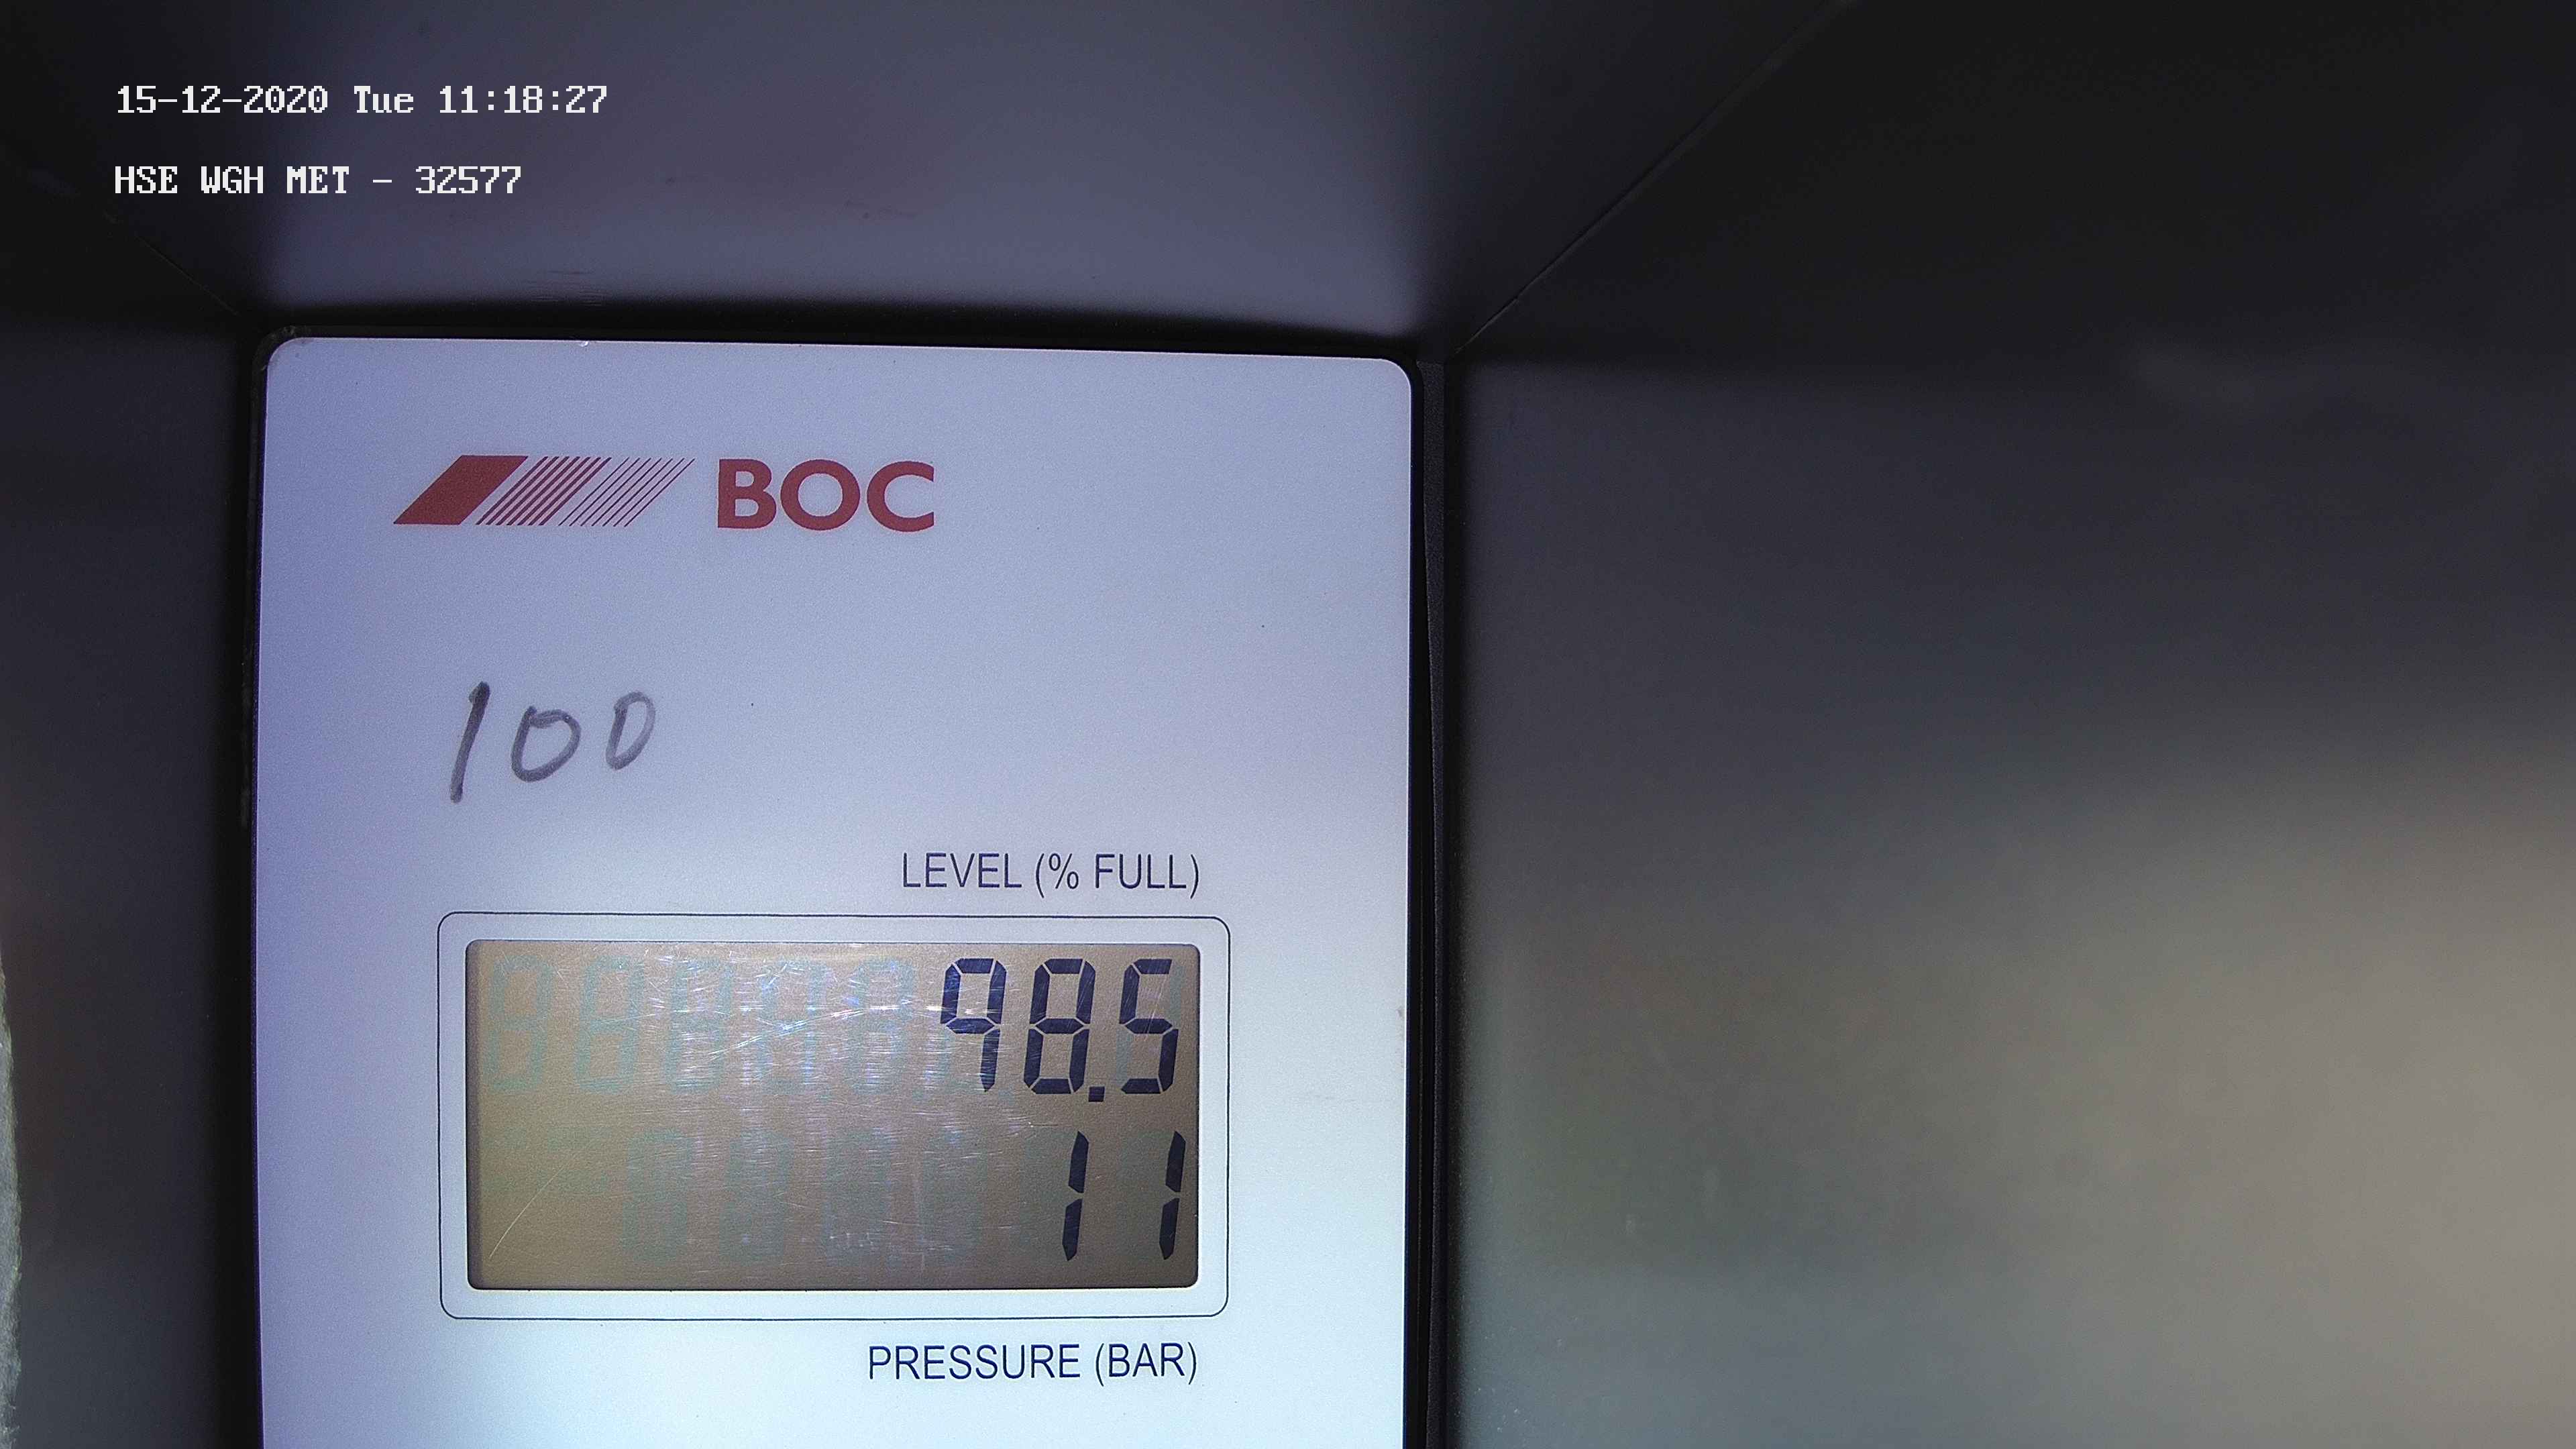 15-12-2020 Tue 11:18:27
HSE WGH MET - 32577
BOC
100
LEVEL (% FULL)
98.5
11
PRESSURE (BAR)